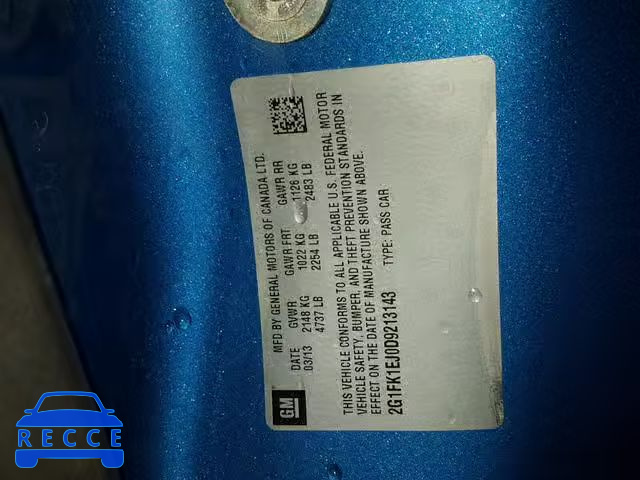 MFD BY GENERAL MOTORS OF CANADA LTD.
DATE GVWR GAWR FRT GAWR RR
03/13 2148 KG 1022 KG 1126 KG
4737 LB 2254 LB 2483 LB
GM
THIS VEHICLE CONFORMS TO ALL APPLICABLE U.S. FEDERAL MOTOR
VEHICLE SAFETY, BUMPER, AND THEFT PREVENTION STANDARDS IN
EFFECT ON THE DATE OF MANUFACTURE SHOWN ABOVE.
2G1FK1EJ0D9213143 TYPE: PASS CAR
RECCE